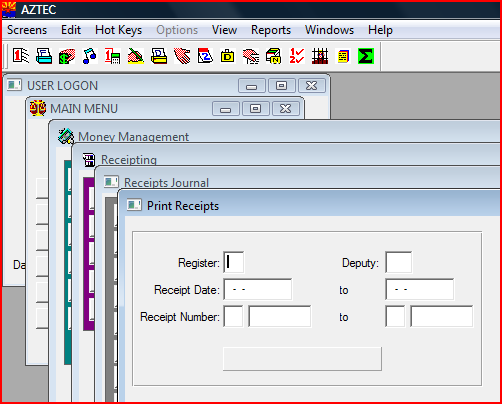 AZTEC
Screens Edit Hot Keys Options View Reports Windows Help
USER LOGON
MAIN MENU
Money Management
Receipting
Receipts Journal
Print Receipts
Da
Register: Deputy:
Receipt Date: - - to - -
Receipt Number: to